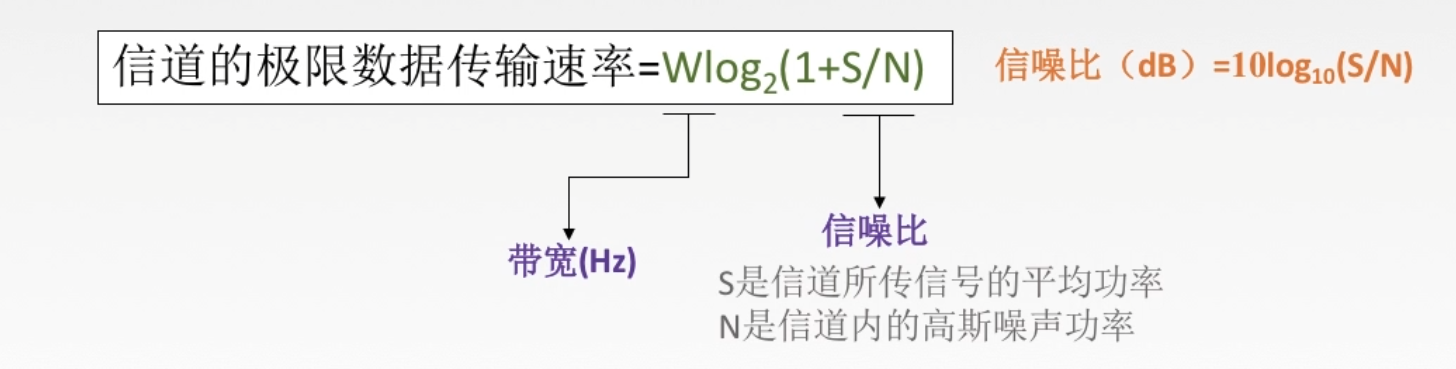 信道的极限数据传输速率=Wlog₂(1+S/N)
信噪比（dB）=10log₁₀(S/N)
带宽(Hz)
信噪比
S是信道所传信号的平均功率
N是信道内的高斯噪声功率